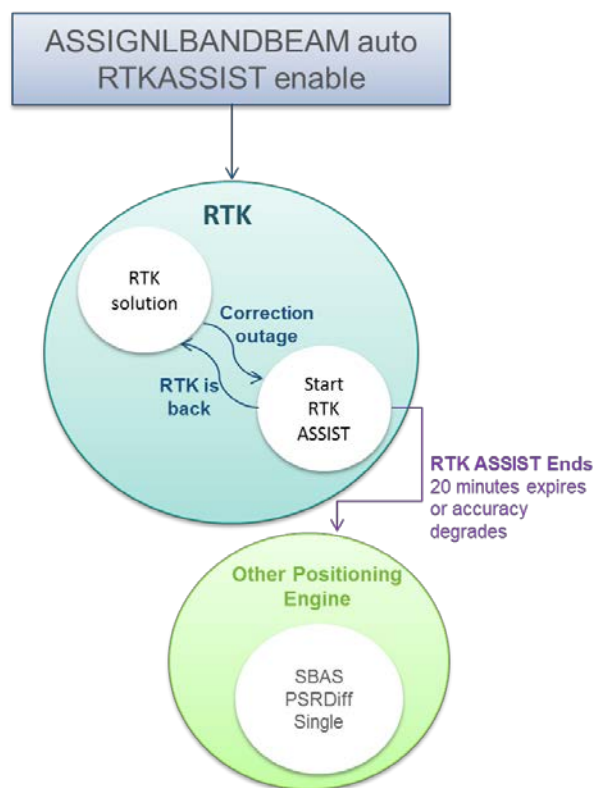 ASSIGNLBANDBEAM auto
RTKASSIST enable
RTK
RTK
solution
Correction
outage
RTK is
back
Start
RTK
ASSIST
RTK ASSIST Ends
20 minutes expires
or accuracy
degrades
Other Positioning
Engine
SBAS
PSRDiff
Single